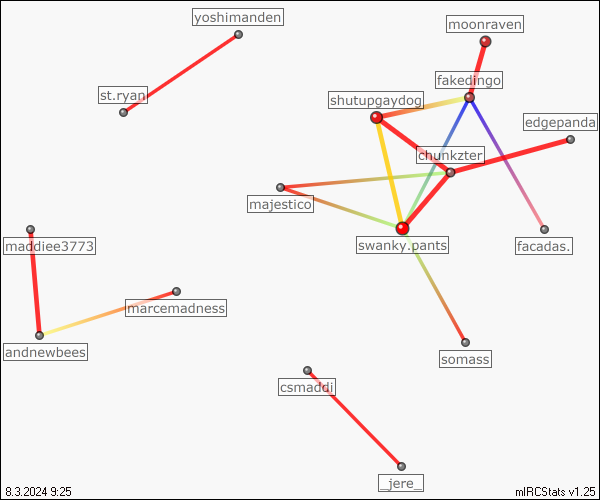 yoshimanden
moonraven
fakedingo
st.ryan
shutupgaydog
edgepanda
chunkzter
majestico
swanky.pants
facadas.
maddiee3773
marcemadness
andnewbees
somass
csmaddi
_jere_
8.3.2024 9:25
mIRCStats v1.25